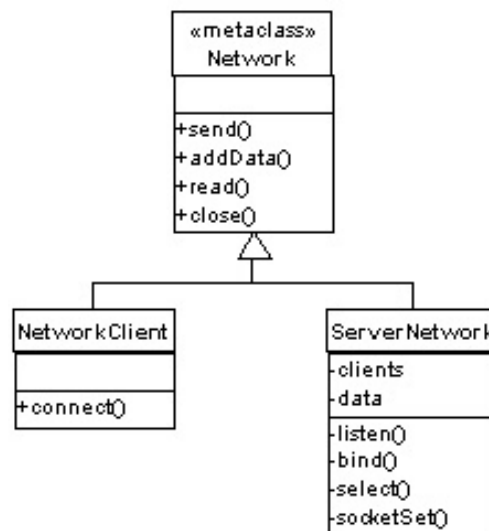 «metaclass»
Network
+send()
+addData()
+read()
+close()
NetworkClient
+connect()
ServerNetwork
-clients
-data
-listen()
-bind()
-select()
-socketSet()